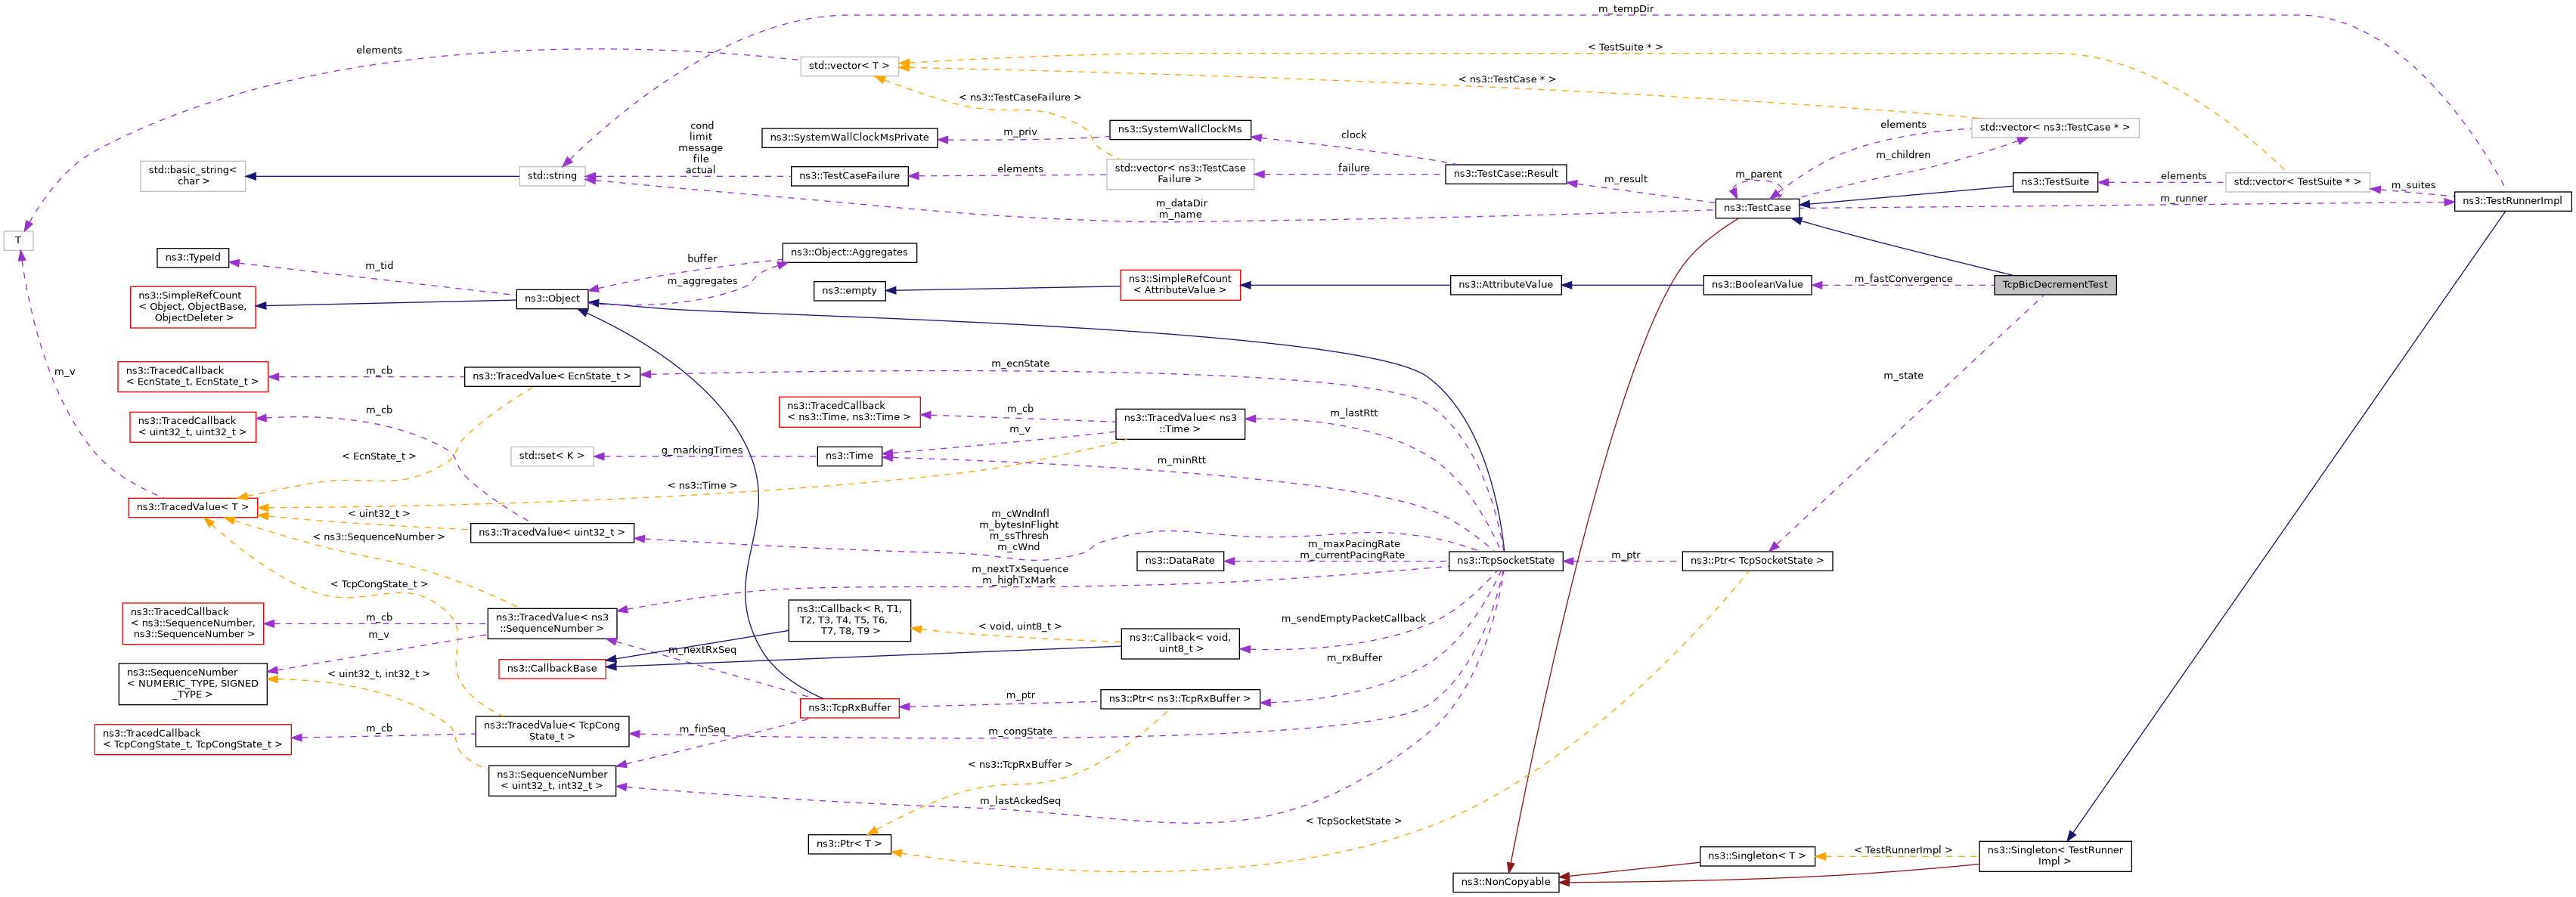 m_tempDir
elements
< TestSuite * >
std::vector< T >
< ns3::TestCase * >
< ns3::TestCaseFailure >
cond
limit
message
file
actual
ns3::SystemWallClockMsPrivate
m_priv
ns3::SystemWallClockMs
clock
elements
std::vector< ns3::TestCase * >
m_children
std::basic_string<
char >
std::string
ns3::TestCaseFailure
elements
std::vector< ns3::TestCase
Failure >
failure
ns3::TestCase::Result
m_result
m_parent
ns3::TestSuite
elements
std::vector< TestSuite * >
m_suites
ns3::TestRunnerImpl
m_dataDir
m_name
ns3::TestCase
m_runner
T
ns3::TypeId
m_tid
buffer
m_aggregates
ns3::Object::Aggregates
ns3::SimpleRefCount
< Object, ObjectBase,
ObjectDeleter >
ns3::Object
ns3::empty
ns3::SimpleRefCount
< AttributeValue >
ns3::AttributeValue
ns3::BooleanValue
m_fastConvergence
TcpBicDecrementTest
m_v
ns3::TracedCallback
< EcnState_t, EcnState_t >
m_cb
ns3::TracedValue< EcnState_t >
m_ecnState
m_state
ns3::TracedCallback
< uint32_t, uint32_t >
m_cb
ns3::TracedCallback
< ns3::Time, ns3::Time >
m_cb
m_v
ns3::TracedValue< ns3
::Time >
m_lastRtt
< EcnState_t >
std::set< K >
g_markingTimes
ns3::Time
m_minRtt
< ns3::Time >
ns3::TracedValue< T >
< uint32_t >
< ns3::SequenceNumber >
ns3::TracedValue< uint32_t >
m_cWndInfl
m_bytesInFlight
m_ssThresh
m_cWnd
ns3::DataRate
m_maxPacingRate
m_currentPacingRate
ns3::TcpSocketState
m_ptr
ns3::Ptr< TcpSocketState >
< TcpCongState_t >
m_nextTxSequence
m_highTxMark
ns3::TracedCallback
< ns3::SequenceNumber,
ns3::SequenceNumber >
m_cb
m_v
ns3::TracedValue< ns3
::SequenceNumber >
ns3::Callback< R, T1,
T2, T3, T4, T5, T6,
T7, T8, T9 >
< void, uint8_t >
ns3::Callback< void,
uint8_t >
m_sendEmptyPacketCallback
m_nextRxSeq
ns3::CallbackBase
m_rxBuffer
ns3::SequenceNumber
< NUMERIC_TYPE, SIGNED
_TYPE >
< uint32_t, int32_t >
ns3::TcpRxBuffer
m_ptr
ns3::Ptr< ns3::TcpRxBuffer >
ns3::TracedCallback
< TcpCongState_t, TcpCongState_t >
m_cb
ns3::TracedValue< TcpCong
State_t >
m_finSeq
m_congState
ns3::SequenceNumber
< uint32_t, int32_t >
< ns3::TcpRxBuffer >
m_lastAckedSeq
< TcpSocketState >
ns3::Ptr< T >
ns3::Singleton< T >
< TestRunnerImpl >
ns3::Singleton< TestRunner
Impl >
ns3::NonCopyable